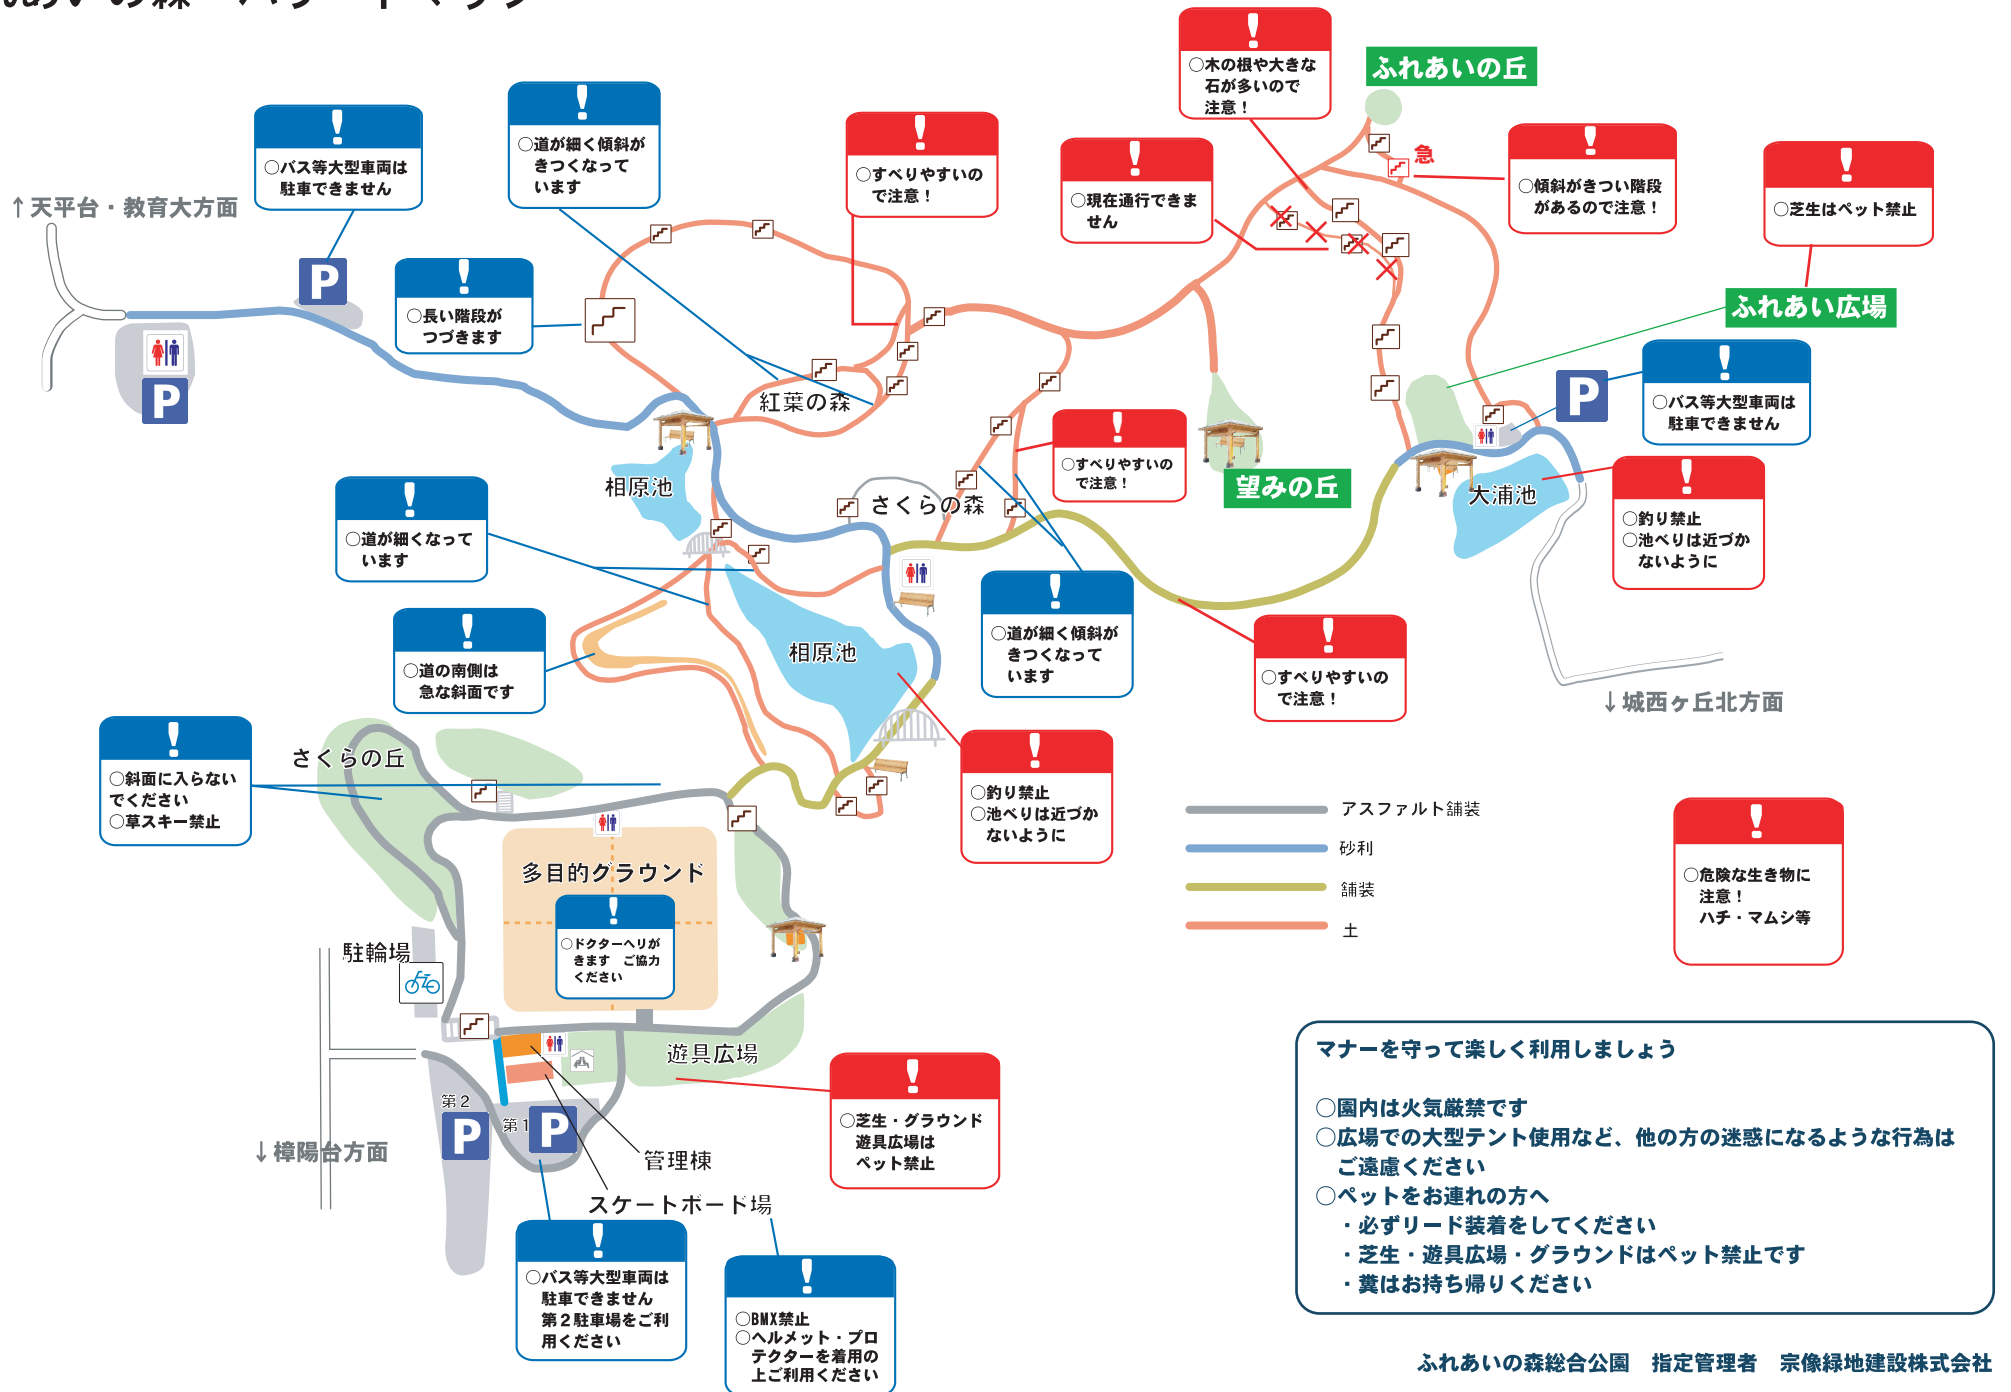 れあいの森 ハザードマップ
○木の根や大きな
石が多いので
注意！
ふれあいの丘
急
○傾斜がきつい階段
があるので注意！
○芝生はペット禁止
○現在通行できま
せん
○すべりやすいの
で注意！
○道が細く傾斜が
きつくなって
います
○バス等大型車両は
駐車できません
↑天平台・教育大方面
P
P
○長い階段が
つづきます
ふれあい広場
P
○バス等大型車両は
駐車できません
紅葉の森
○すべりやすいの
で注意！
相原池
さくらの森
望みの丘
大浦池
○釣り禁止
○池べりは近づか
ないように
○道が細くなって
います
○道が細く傾斜が
きつくなって
います
○すべりやすいの
で注意！
相原池
○道の南側は
急な斜面です
↓城西ヶ丘北方面
○斜面に入らない
でください
○草スキー禁止
さくらの丘
○釣り禁止
○池べりは近づか
ないように
アスファルト舗装
砂利
舗装
土
○危険な生き物に
注意！
ハチ・マムシ等
多目的グラウンド
○ドクターヘリが
きます　ご協力
ください
駐輪場
遊具広場
○芝生・グラウンド
遊具広場は
ペット禁止
第２
P
第1
P
↓樟陽台方面
管理棟
スケートボード場
○バス等大型車両は
駐車できません
第２駐車場をご利
用ください
○BMX禁止
○ヘルメット・プロ
テクターを着用の
上ご利用ください
マナーを守って楽しく利用しましょう
○園内は火気厳禁です
○広場での大型テント使用など、他の方の迷惑になるような行為は
ご遠慮ください
○ペットをお連れの方へ
・必ずリード装着をしてください
・芝生・遊具広場・グラウンドはペット禁止です
・糞はお持ち帰りください
ふれあいの森総合公園　指定管理者　宗像緑地建設株式会社